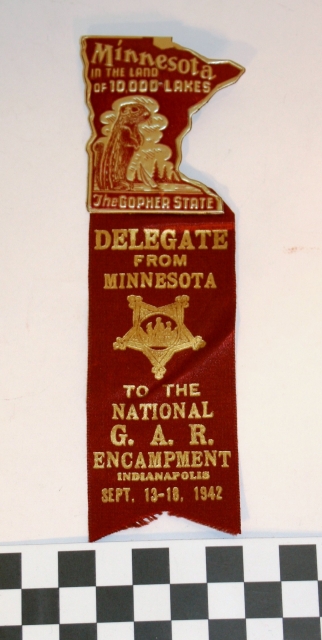 Minnesota
IN THE LAND
OF 10,000 LAKES
The GOPHER STATE
DELEGATE
FROM
MINNESOTA
TO THE
NATIONAL
G. A. R.
ENCAMPMENT
INDIANAPOLIS
SEPT. 13-18, 1942